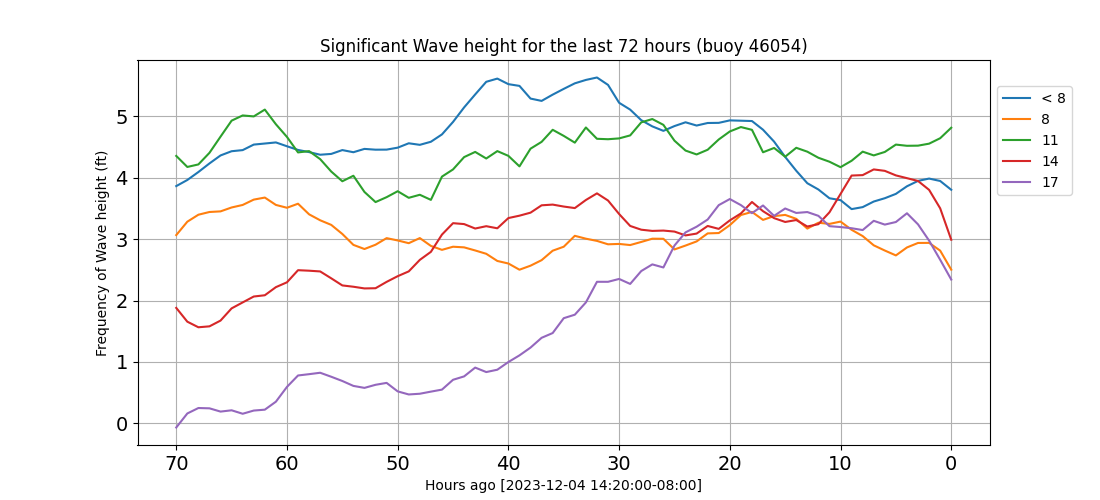 Significant Wave height for the last 72 hours (buoy 46054)
Frequency of Wave height (ft)
5
4
3
2
1
0
70 60 50 40 30 20 10 0
Hours ago [2023-12-04 14:20:00-08:00]
< 8
8
11
14
17